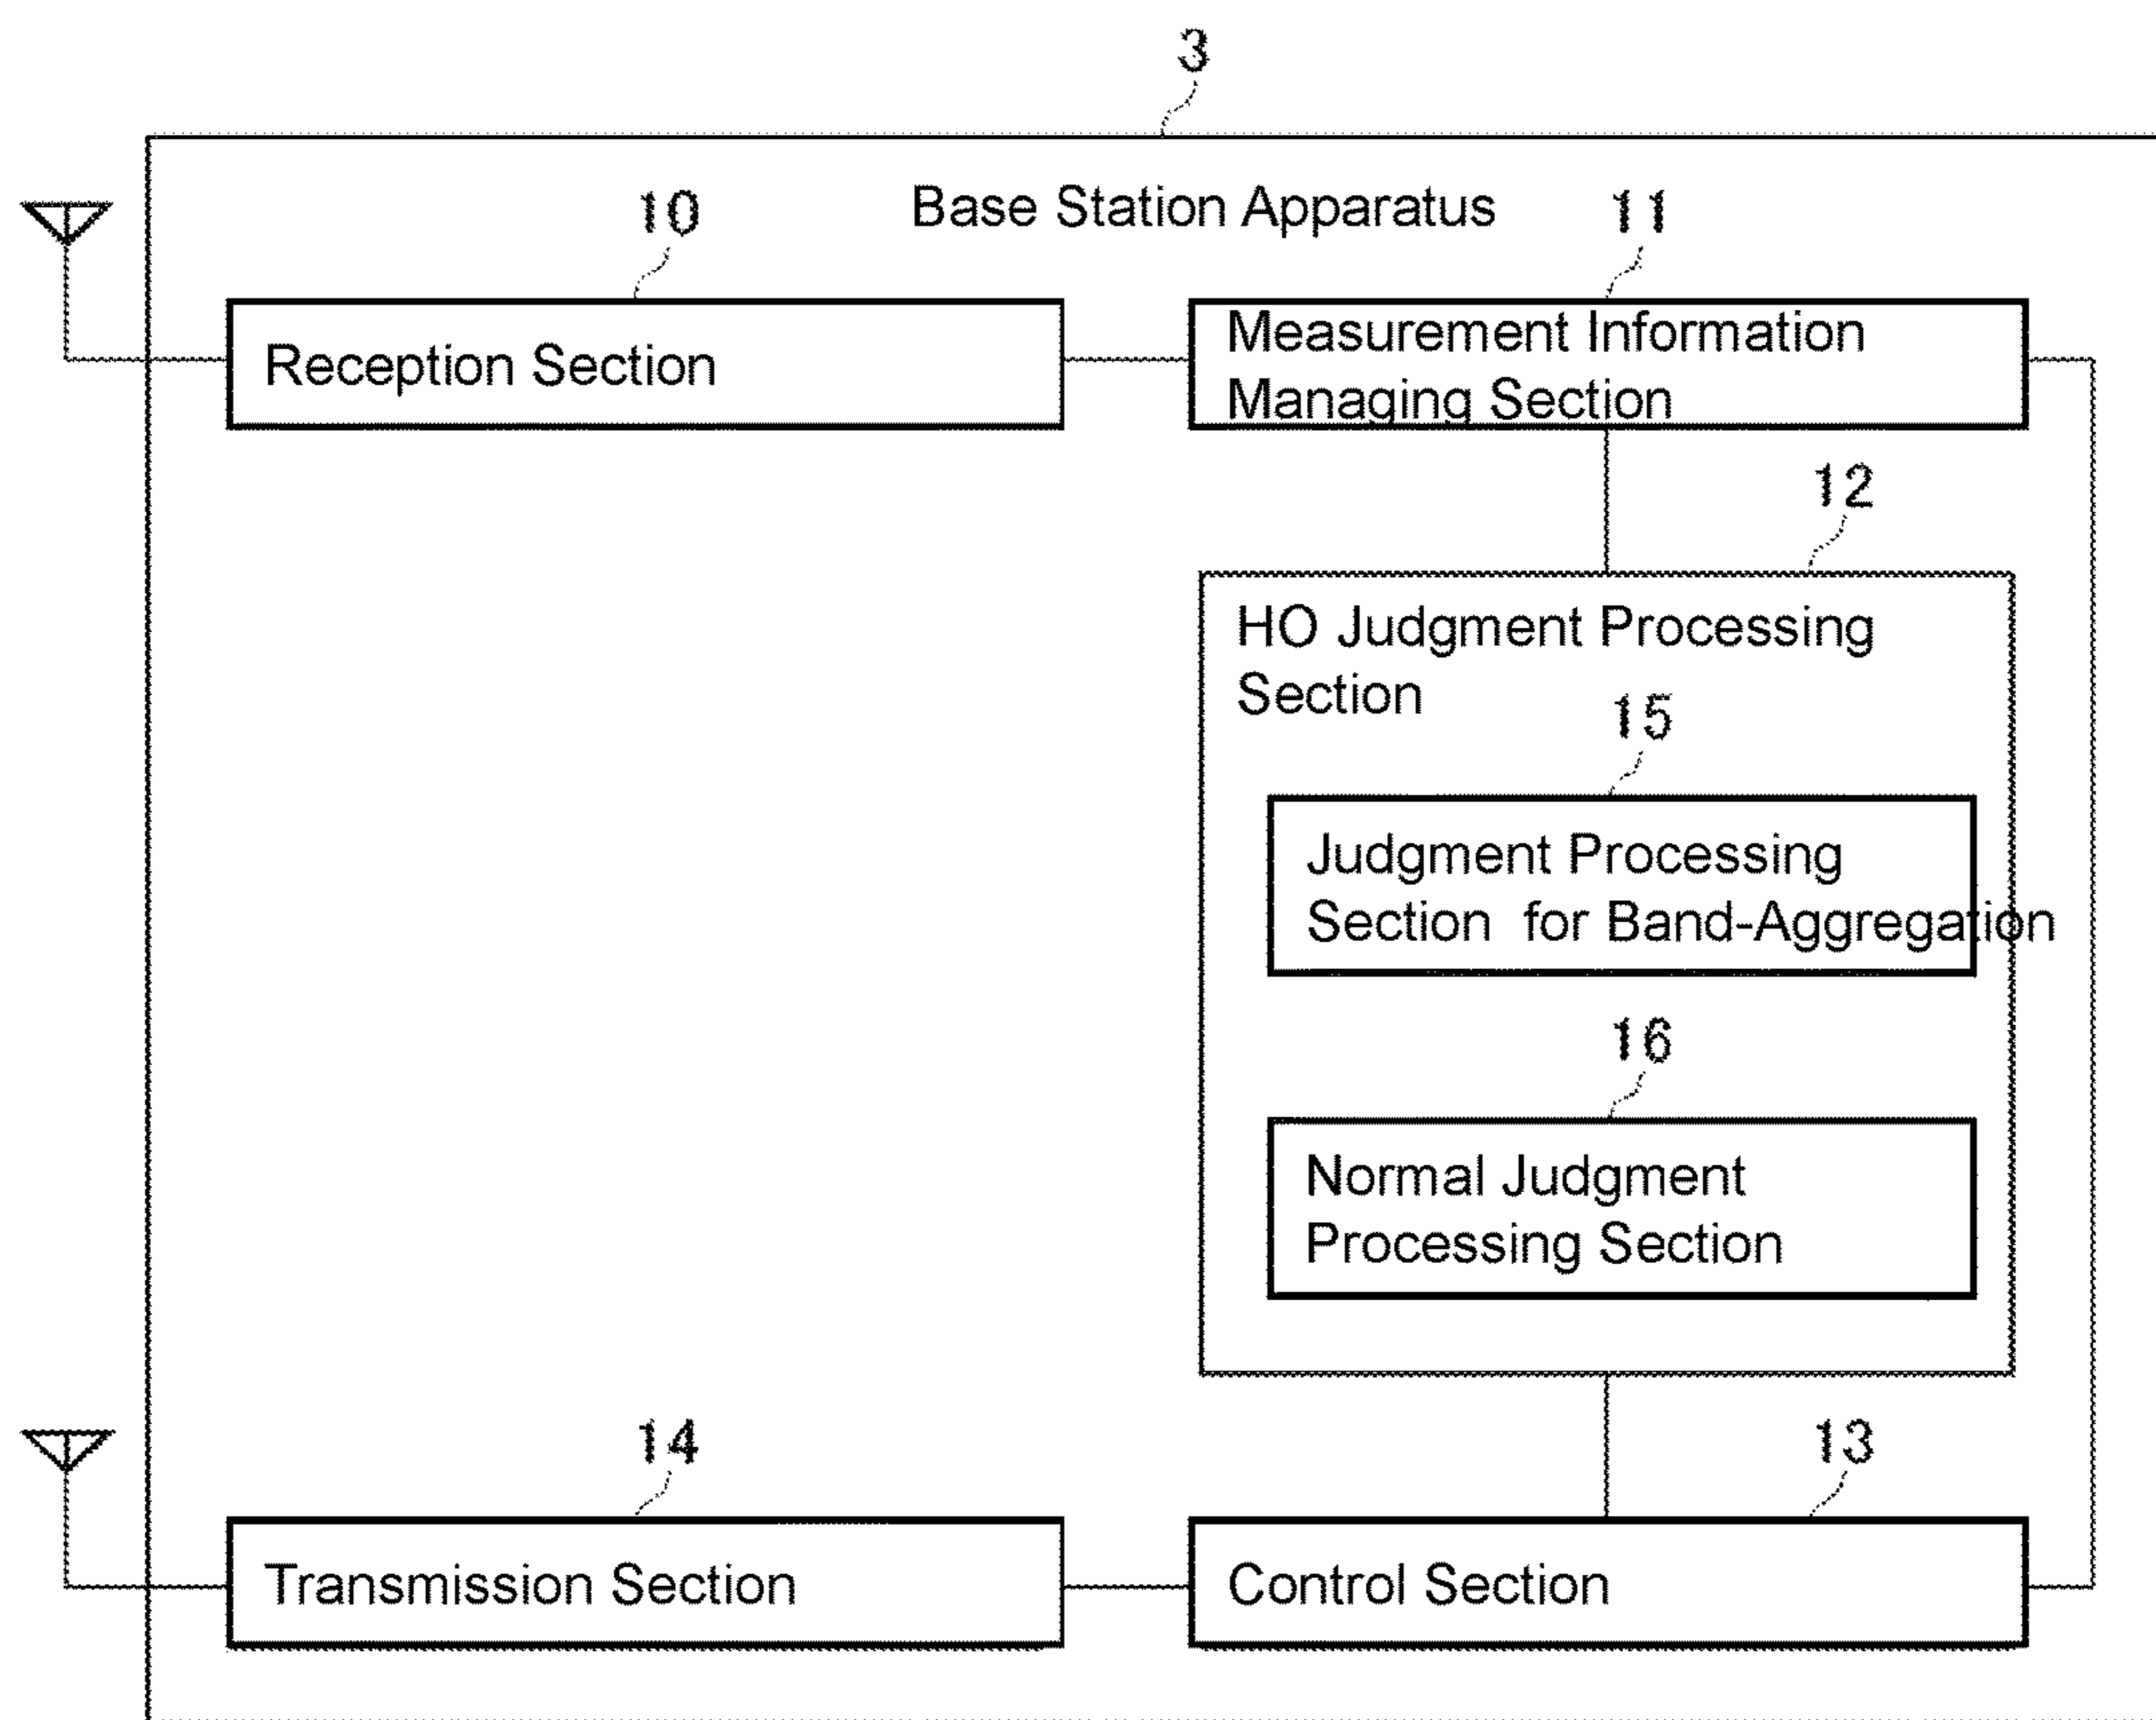 3
Base Station Apparatus
10
11
Reception Section
Measurement Information
Managing Section
12
HO Judgment Processing
Section
15
Judgment Processing
Section for Band-Aggregation
16
Normal Judgment
Processing Section
14
13
Transmission Section
Control Section